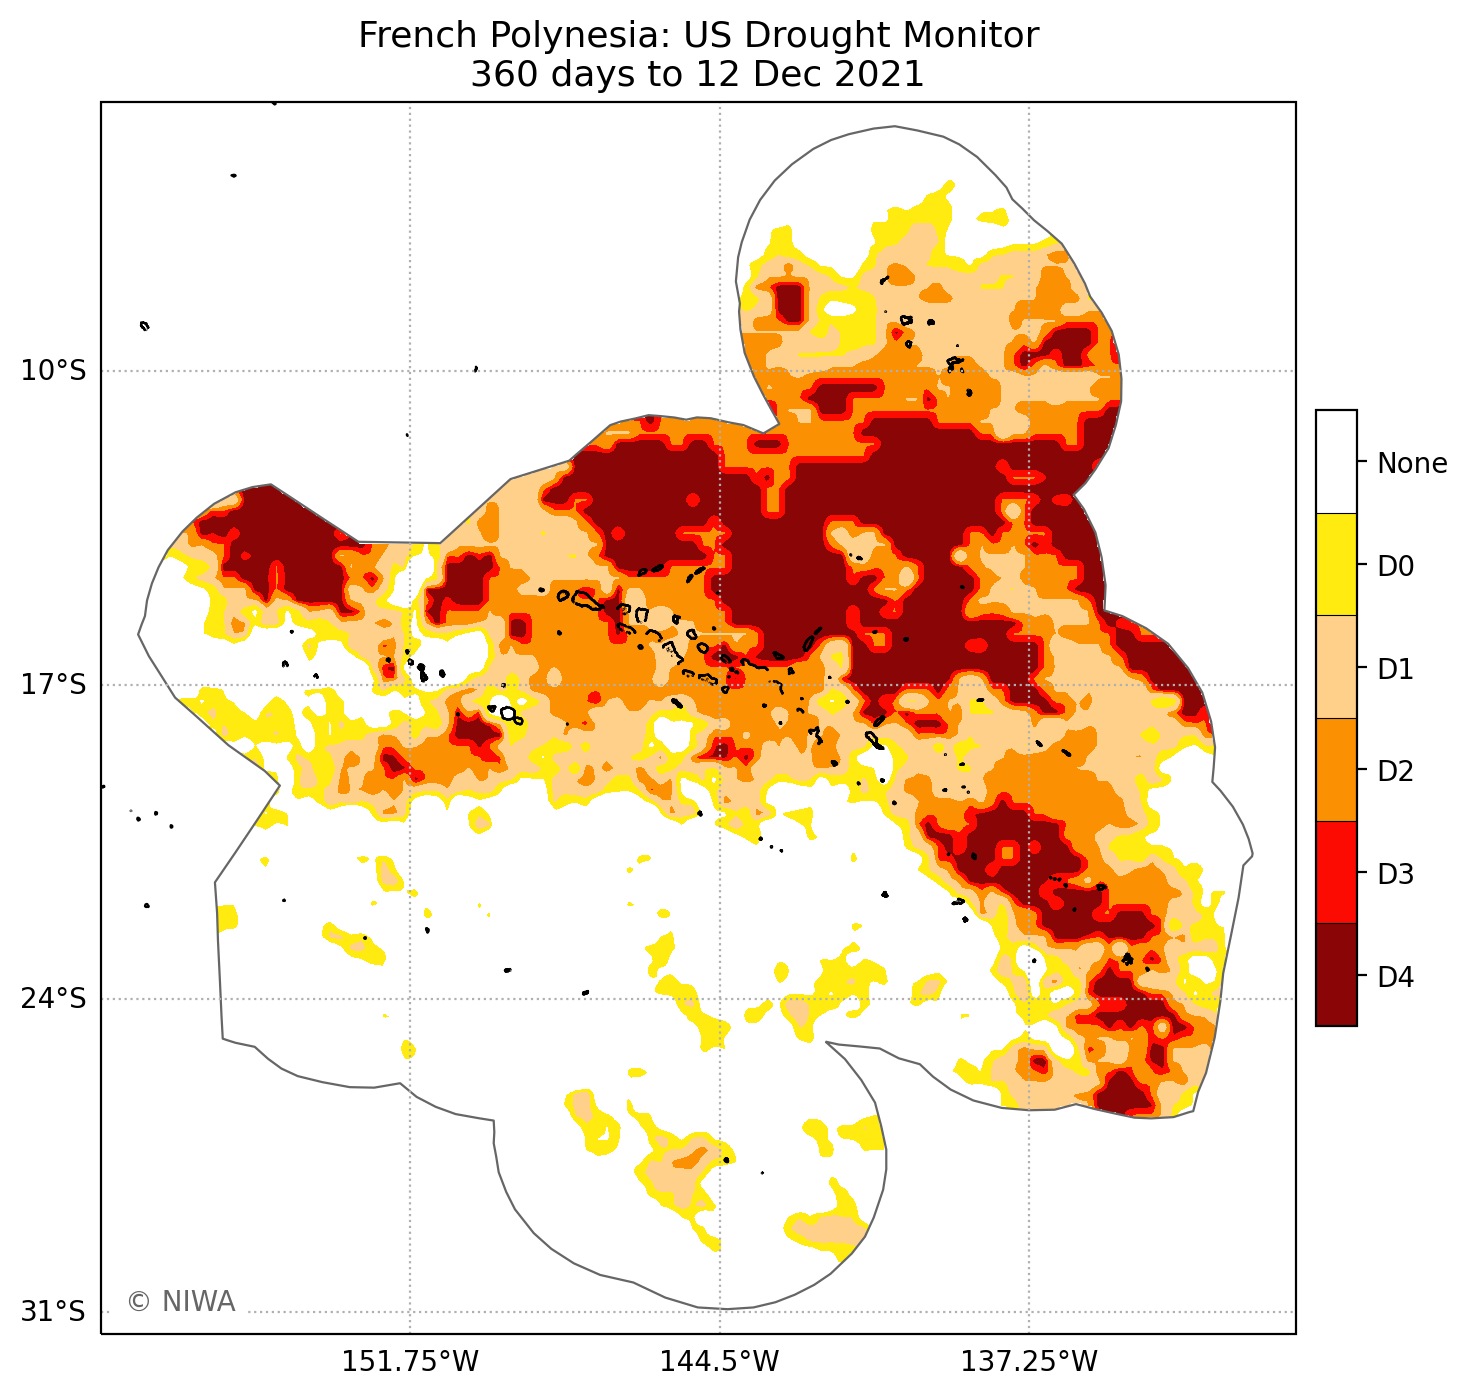 French Polynesia: US Drought Monitor
360 days to 12 Dec 2021
10°S
17°S
24°S
31°S
151.75°W
144.5°W
137.25°W
None
D0
D1
D2
D3
D4
© NIWA